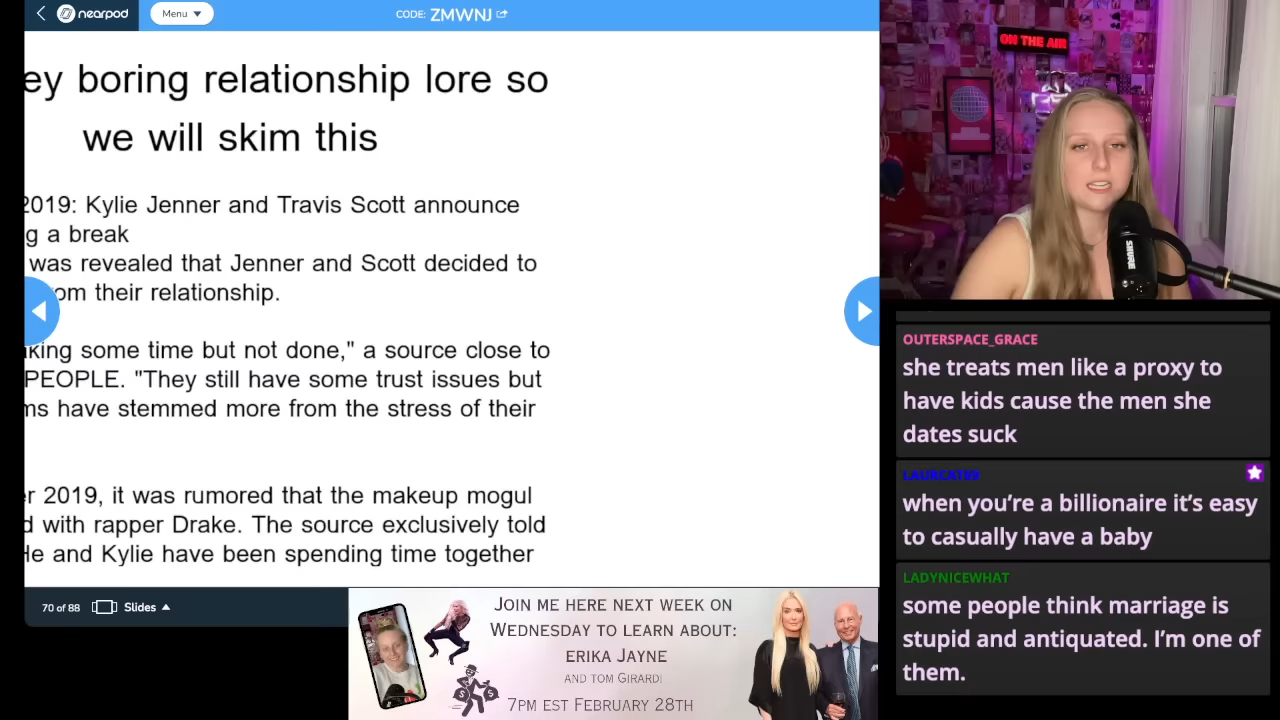 nearpod
Menu
CODE: ZMWNJ
ey boring relationship lore so
we will skim this
2019: Kylie Jenner and Travis Scott announce
g a break
was revealed that Jenner and Scott decided to
om their relationship.
king some time but not done," a source close to
PEOPLE. "They still have some trust issues but
ms have stemmed more from the stress of their
r 2019, it was rumored that the makeup mogul
d with rapper Drake. The source exclusively told
He and Kylie have been spending time together
70 of 88
Slides
JOIN ME HERE NEXT WEEK ON
WEDNESDAY TO LEARN ABOUT:
ERIKA JAYNE
AND TOM GIRARDI
7PM EST FEBRUARY 28TH
ON THE AIR
SHURE
OUTERSPACE_GRACE
she treats men like a proxy to
have kids cause the men she
dates suck
LAURCAT89
when you're a billionaire it's easy
to casually have a baby
LADYNICEWHAT
some people think marriage is
stupid and antiquated. I'm one of
them.